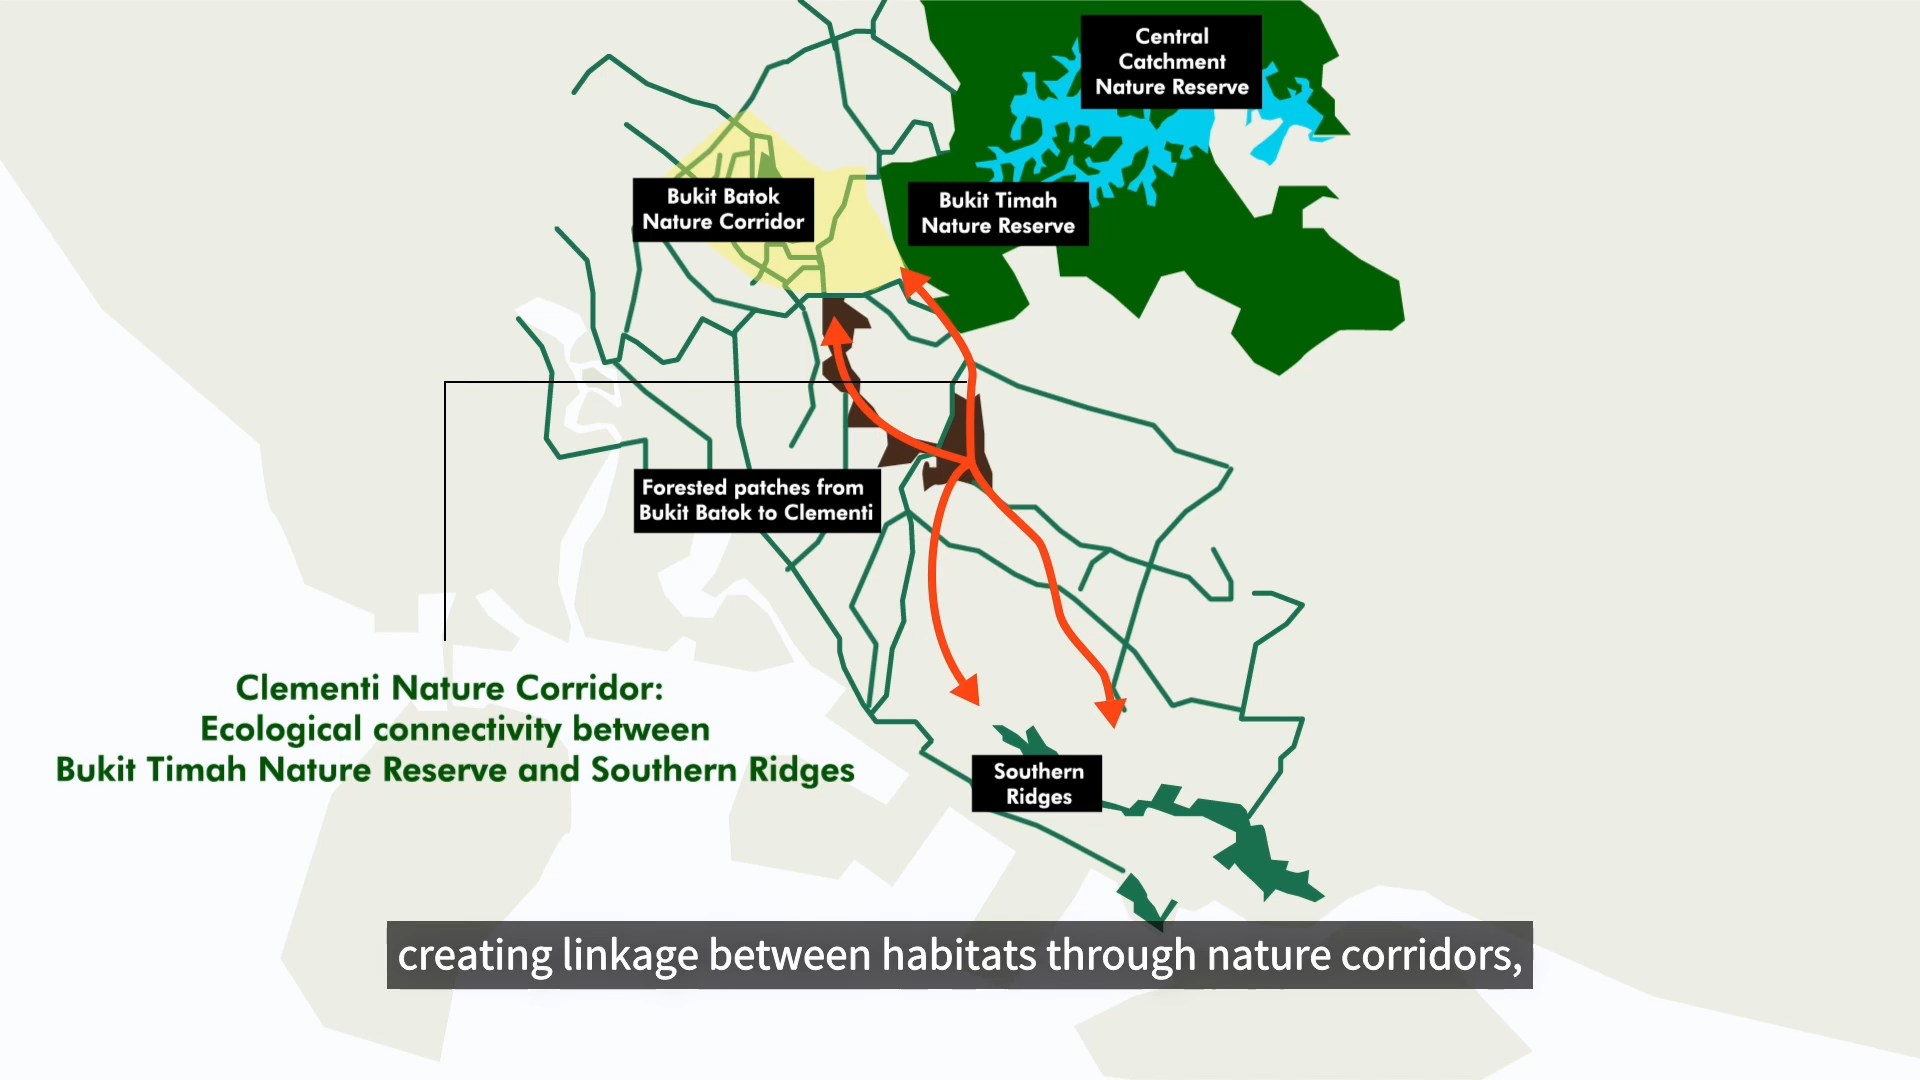 Central
Catchment
Nature Reserve
Bukit Batok
Nature Corridor
Bukit Timah
Nature Reserve
Forested patches from
Bukit Batok to Clementi
Clementi Nature Corridor:
Ecological connectivity between
Bukit Timah Nature Reserve and Southern Ridges
Southern
Ridges
creating linkage between habitats through nature corridors,